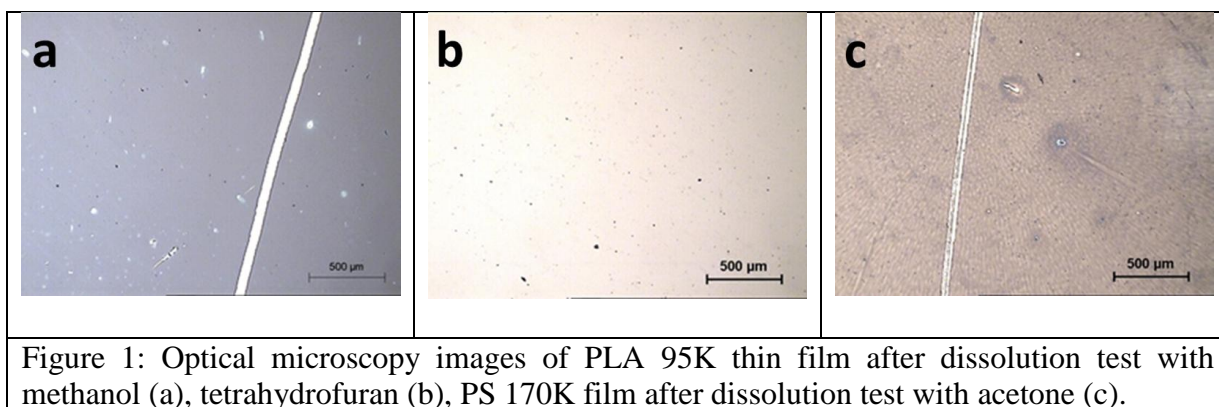 a
b
c
500 µm
500 µm
500 µm
Figure 1: Optical microscopy images of PLA 95K thin film after dissolution test with
methanol (a), tetrahydrofuran (b), PS 170K film after dissolution test with acetone (c).